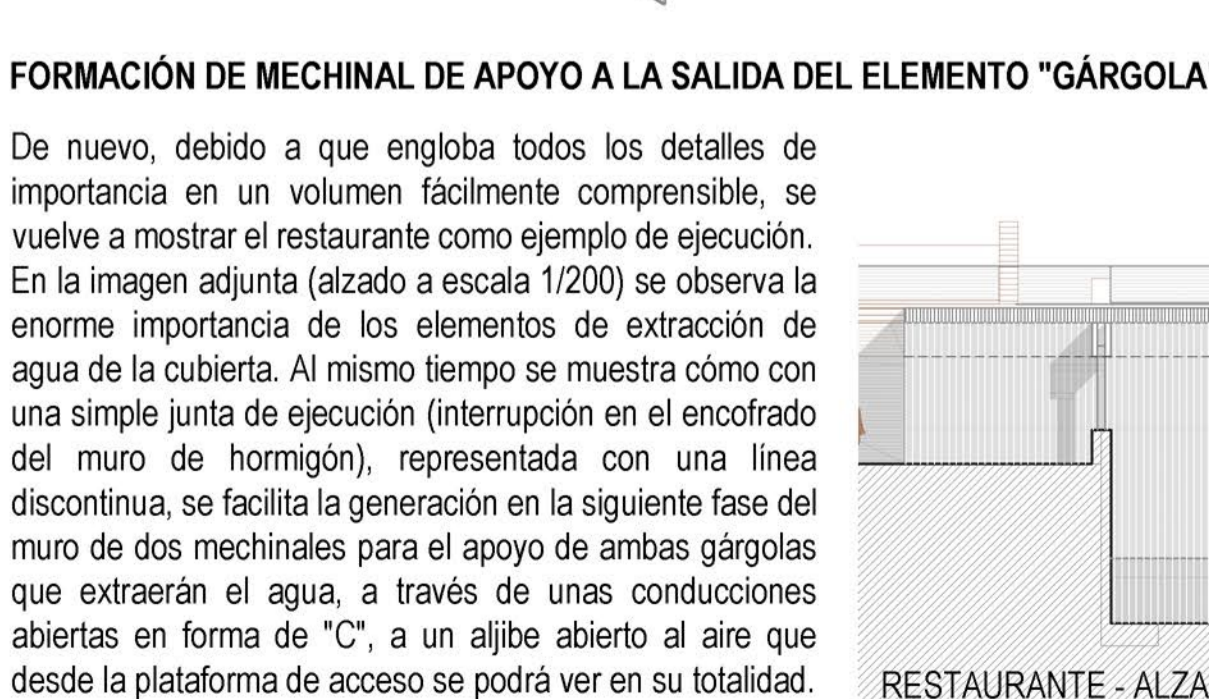 FORMACIÓN DE MECHINAL DE APOYO A LA SALIDA DEL ELEMENTO "GÁRGOLA"
De nuevo, debido a que engloba todos los detalles de
importancia en un volumen fácilmente comprensible, se
vuelve a mostrar el restaurante como ejemplo de ejecución.
En la imagen adjunta (alzado a escala 1/200) se observa la
enorme importancia de los elementos de extracción de
agua de la cubierta. Al mismo tiempo se muestra cómo con
una simple junta de ejecución (interrupción en el encofrado
del muro de hormigón), representada con una línea
discontinua, se facilita la generación en la siguiente fase del
muro de dos mechinales para el apoyo de ambas gárgolas
que extraerán el agua, a través de unas conducciones
abiertas en forma de "C", a un aljibe abierto al aire que
desde la plataforma de acceso se podrá ver en su totalidad.
RESTAURANTE - ALZA